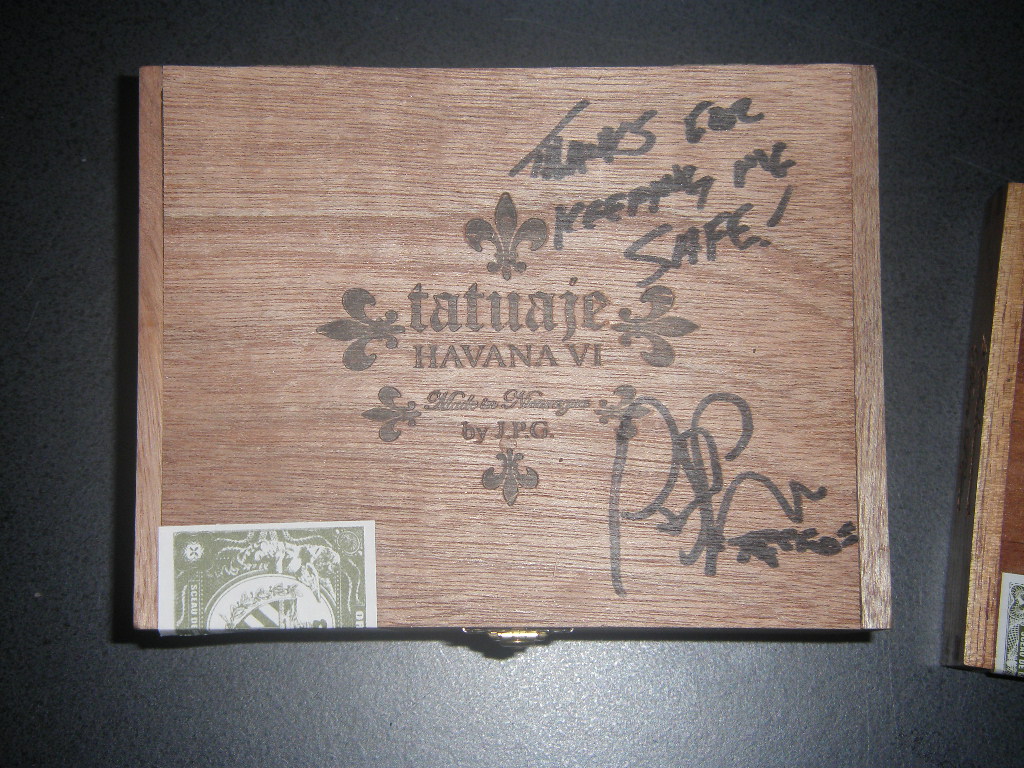 THANKS FOR
KEEPING ME
SAFE!
tatuaje
HAVANA VI
Made in Nicaragua
by J.P.G.